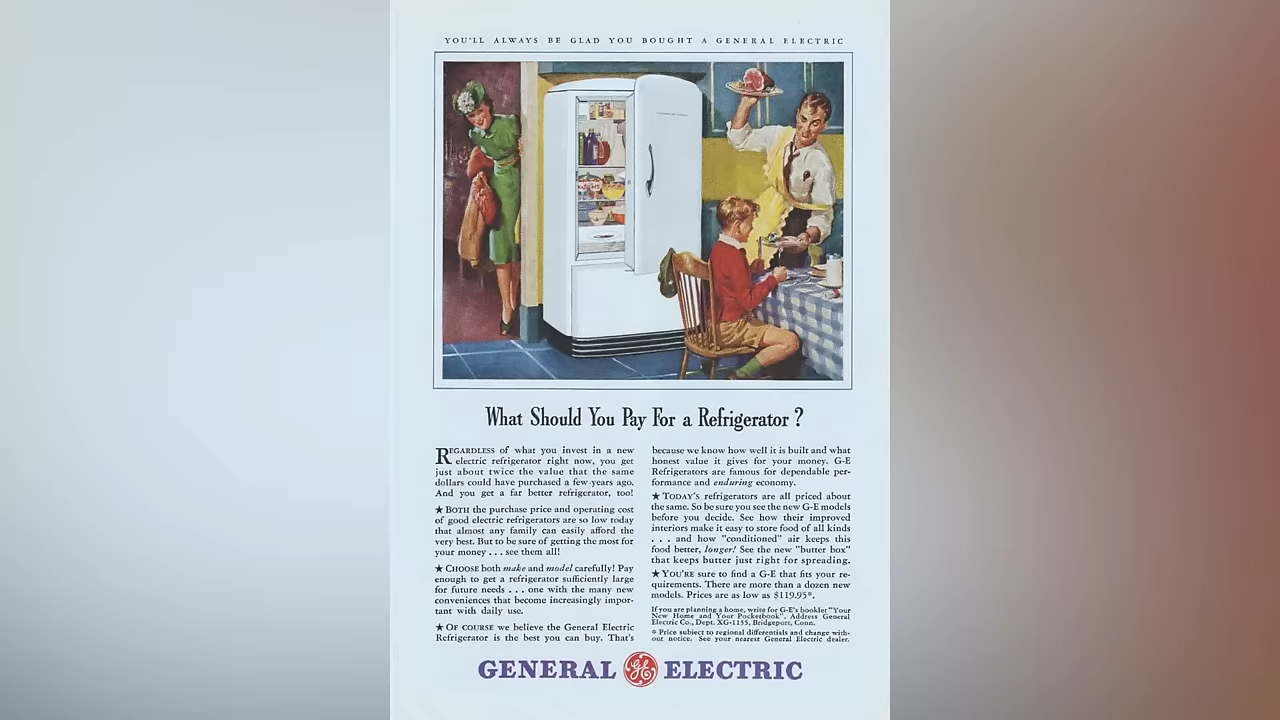 YOU'LL ALWAYS BE GLAD YOU BOUGHT A GENERAL ELECTRIC
What Should You Pay For a Refrigerator?
REGARDLESS of what you invest in a new
electric refrigerator right now, you get
just about twice the value that the same
dollars could have purchased a few years ago.
And you get a far better refrigerator, too!
★ BOTH the purchase price and operating cost
of good electric refrigerators are so low today
that almost any family can easily afford the
very best. But to be sure of getting the most for
your money . . . see them all!
★ CHOOSE both make and model carefully! Pay
enough to get a refrigerator sufficiently large
for future needs . . . one with the many new
conveniences that become increasingly impor-
tant with daily use.
★ OF COURSE we believe the General Electric
Refrigerator is the best you can buy. That's
because we know how well it is built and what
honest value it gives for your money. G-E
Refrigerators are famous for dependable per-
formance and enduring economy.
★ TODAY'S refrigerators are all priced about
the same. So be sure you see the new G-E models
before you decide. See how their improved
interiors make it easy to store food of all kinds
. . . and how "conditioned" air keeps this
food better, longer! See the new "butter box"
that keeps butter just right for spreading.
★ YOU'RE sure to find a G-E that fits your re-
quirements. There are more than a dozen new
models. Prices are as low as $119.95*.
If you are planning a home, write for G-E's booklet "Your
New Home and Your Pocketbook". Address General
Electric Co., Dept. XG-1155, Bridgeport, Conn.
* Price subject to regional differentials and change with-
out notice. See your nearest General Electric dealer.
GENERAL GE ELECTRIC